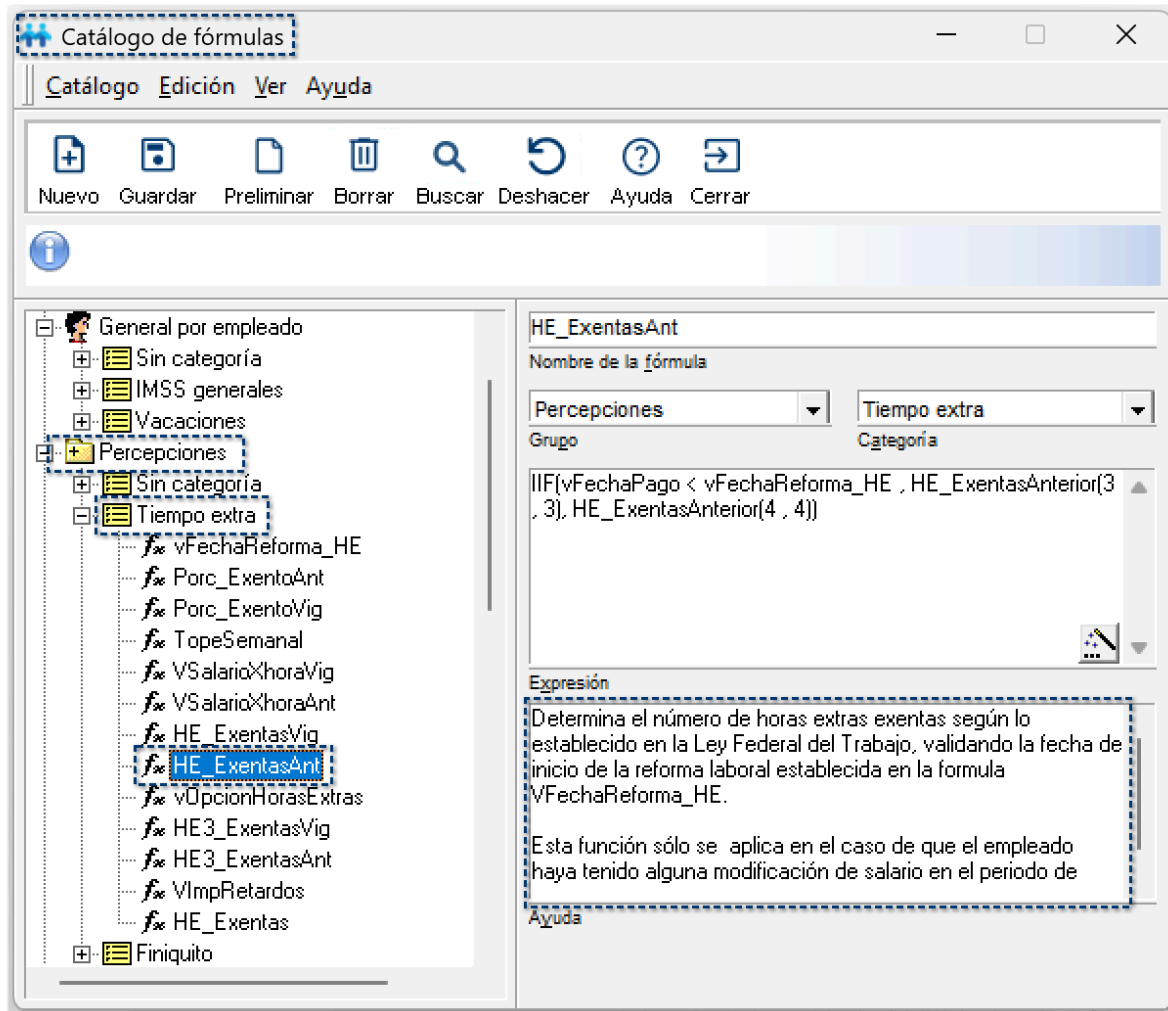 Catálogo de fórmulas
Catálogo Edición Ver Ayuda
Nuevo Guardar Preliminar Borrar Buscar Deshacer Ayuda Cerrar
General por empleado
Sin categoría
IMSS generales
Vacaciones
Percepciones
Sin categoría
Tiempo extra
vFechaReforma_HE
Porc_ExentoAnt
Porc_ExentoVig
TopeSemanal
VSalarioXhoraVig
VSalarioXhoraAnt
HE_ExentasVig
HE_ExentasAnt
vOpcionHorasExtras
HE3_ExentasVig
HE3_ExentasAnt
VImpRetardos
HE_Exentas
Finiquito
HE_ExentasAnt
Nombre de la fórmula
Percepciones Tiempo extra
Grupo Categoría
IIF(vFechaPago < vFechaReforma_HE , HE_ExentasAnterior(3
, 3), HE_ExentasAnterior(4 , 4))
Expresión
Determina el número de horas extras exentas según lo
establecido en la Ley Federal del Trabajo, validando la fecha de
inicio de la reforma laboral establecida en la formula
VFechaReforma_HE.
Esta función sólo se  aplica en el caso de que el empleado
haya tenido alguna modificación de salario en el periodo de
Ayuda